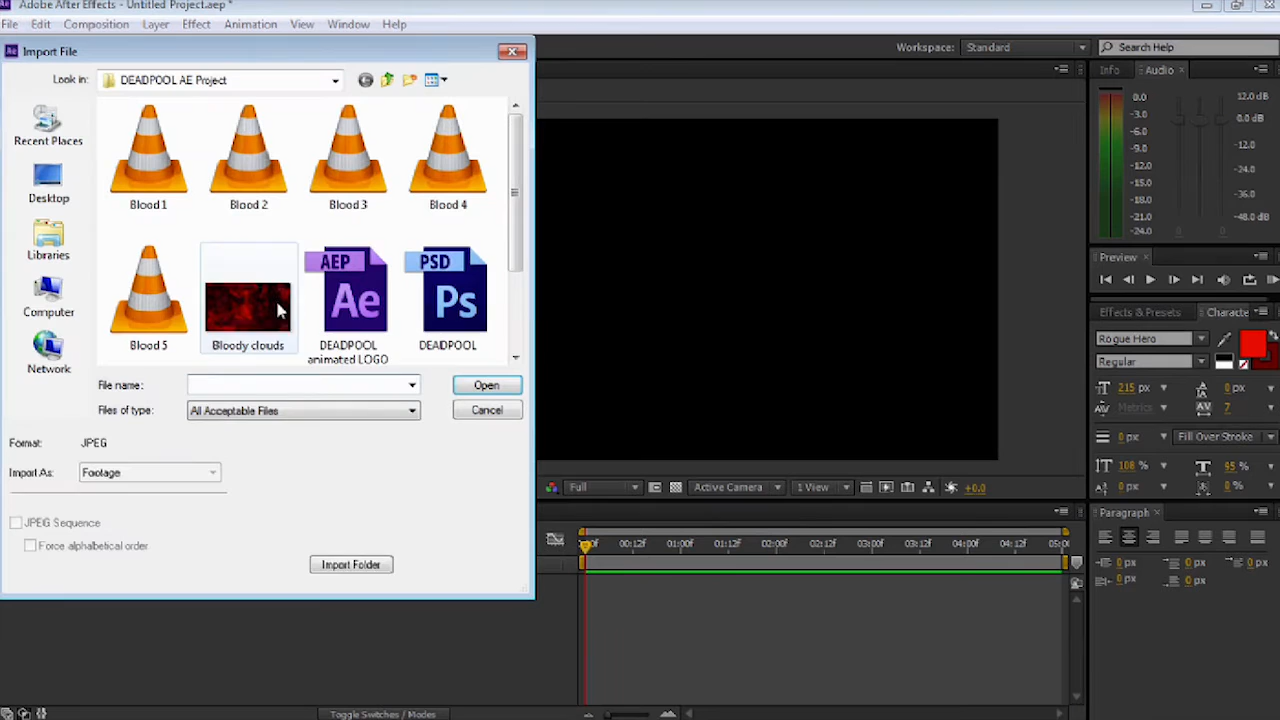 Adobe After Effects - Untitled Project.aep *
File Edit Composition Layer Effect Animation View Window Help
Import File
Workspace: Standard
Search Help
Look in: DEADPOOL AE Project
Info Audio
Recent Places
Desktop
Libraries
Computer
Network
Blood 1 Blood 2 Blood 3 Blood 4
AEP
Ae
PSD
Ps
Blood 5 Bloody clouds DEADPOOL animated LOGO DEADPOOL
File name: Open
Files of type: All Acceptable Files Cancel
Format: JPEG
Import As: Footage
JPEG Sequence
Force alphabetical order
Import Folder
0.0
-3.0
-6.0
-9.0
-12.0
-15.0
-18.0
-21.0
-24.0
12.0 dB
0.0 dB
-12.0
-24.0
-36.0
-48.0 dB
Preview
Effects & Presets Characte
Rogue Hero
Regular
215 px 0 px
Metrics 7
0 px Fill Over Stroke
108 % 95 %
0 px 0 %
Full Active Camera 1 View +0.0
Paragraph
00:12f 01:00f 01:12f 02:00f 02:12f 03:00f 03:12f 04:00f 04:12f
0 px 0 px 0 px
0 px 0 px
Toggle Switches / Modes